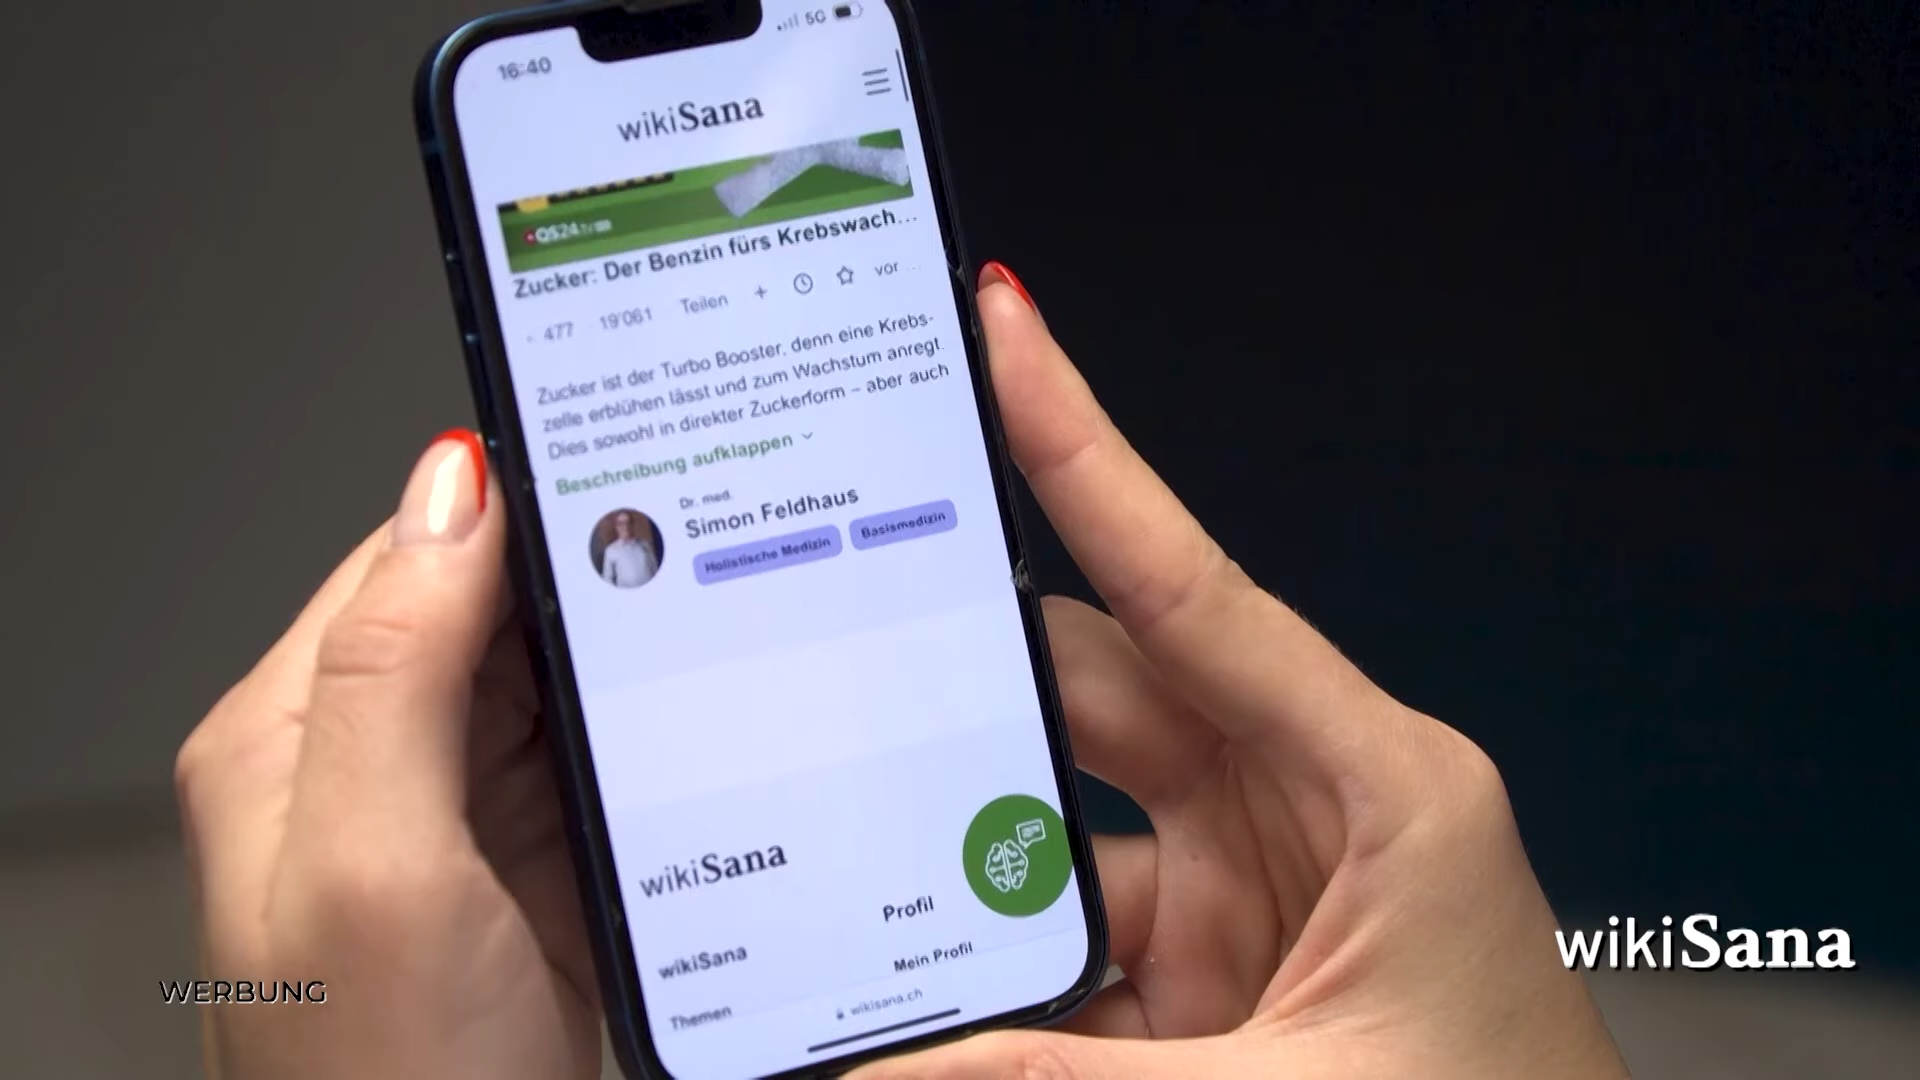 16:40
5G
wikiSana
QS24.tv
Zucker: Der Benzin fürs Krebswach...
477 19'061 Teilen + vor ...
Zucker ist der Turbo Booster, denn eine Krebs-
zelle erblühen lässt und zum Wachstum anregt.
Dies sowohl in direkter Zuckerform – aber auch
Beschreibung aufklappen
Dr. med.
Simon Feldhaus
Holistische Medizin Basismedizin
wikiSana
Profil
wikiSana
Mein Profil
Themen
wikisana.ch
WERBUNG
wikiSana